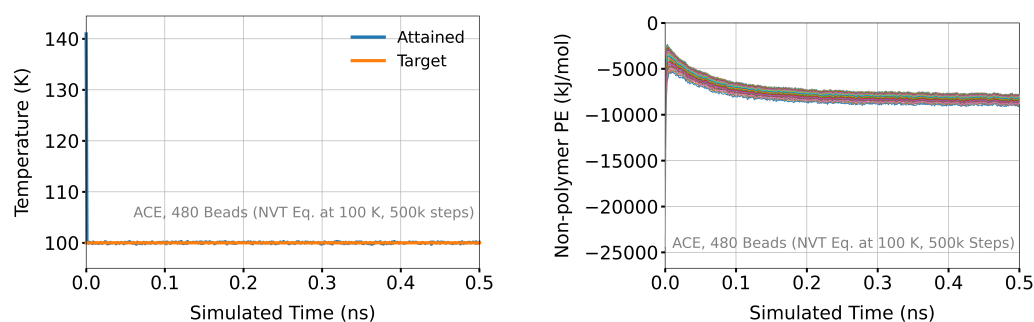 Temperature (K)
140
130
120
110
100
Attained
Target
ACE, 480 Beads (NVT Eq. at 100 K, 500k steps)
0.0 0.1 0.2 0.3 0.4 0.5
Simulated Time (ns)
Non-polymer PE (kJ/mol)
0
−5000
−10000
−15000
−20000
−25000
ACE, 480 Beads (NVT Eq. at 100 K, 500k Steps)
0.0 0.1 0.2 0.3 0.4 0.5
Simulated Time (ns)